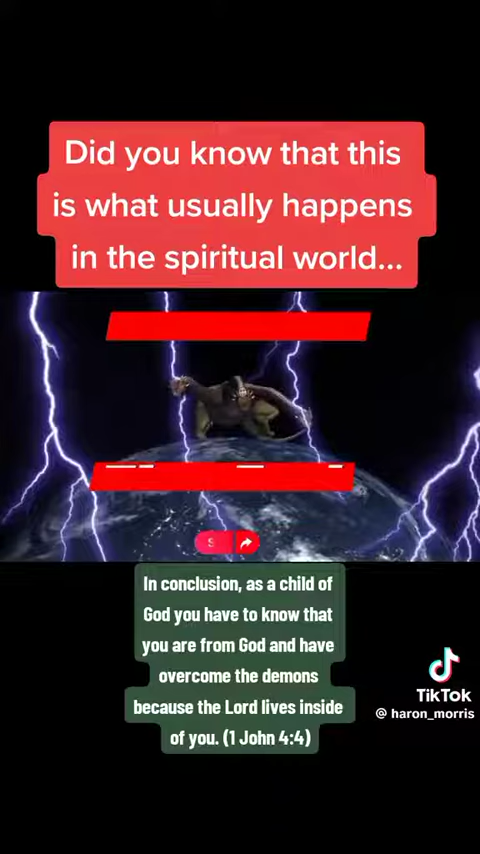 Did you know that this
is what usually happens
in the spiritual world...
S
In conclusion, as a child of
God you have to know that
you are from God and have
overcome the demons
because the Lord lives inside
of you. (1 John 4:4)
TikTok
@ haron_morris